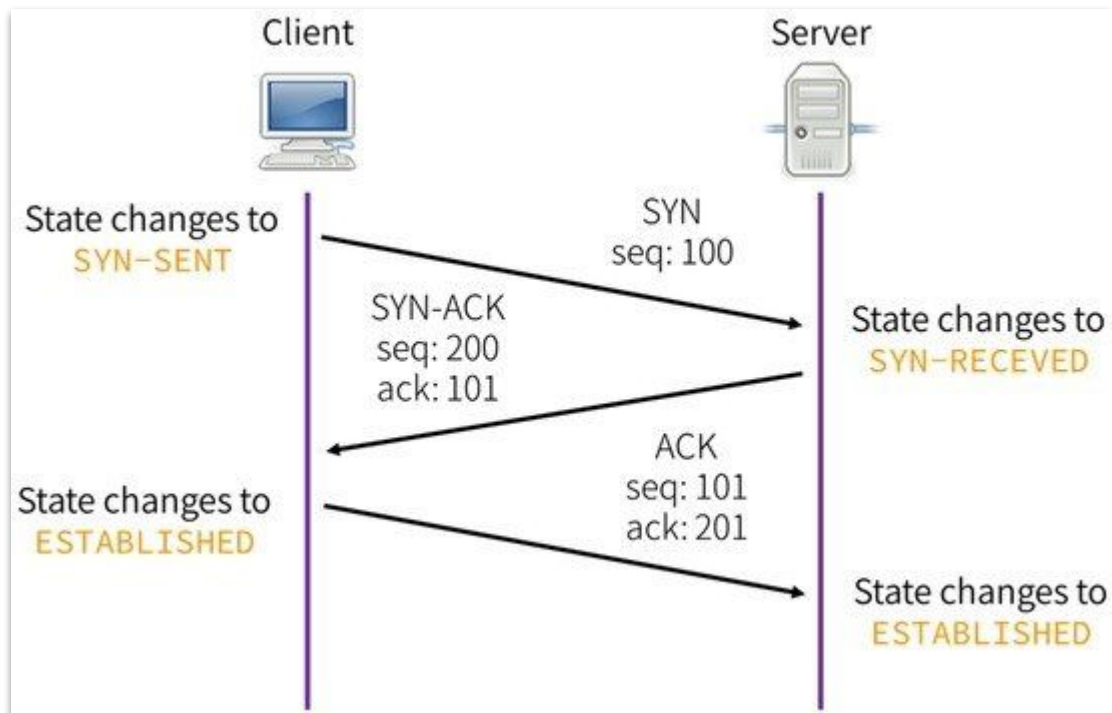 Client
Server
State changes to
SYN-SENT
SYN
seq: 100
SYN-ACK
seq: 200
ack: 101
State changes to
SYN-RECEVED
State changes to
ESTABLISHED
ACK
seq: 101
ack: 201
State changes to
ESTABLISHED